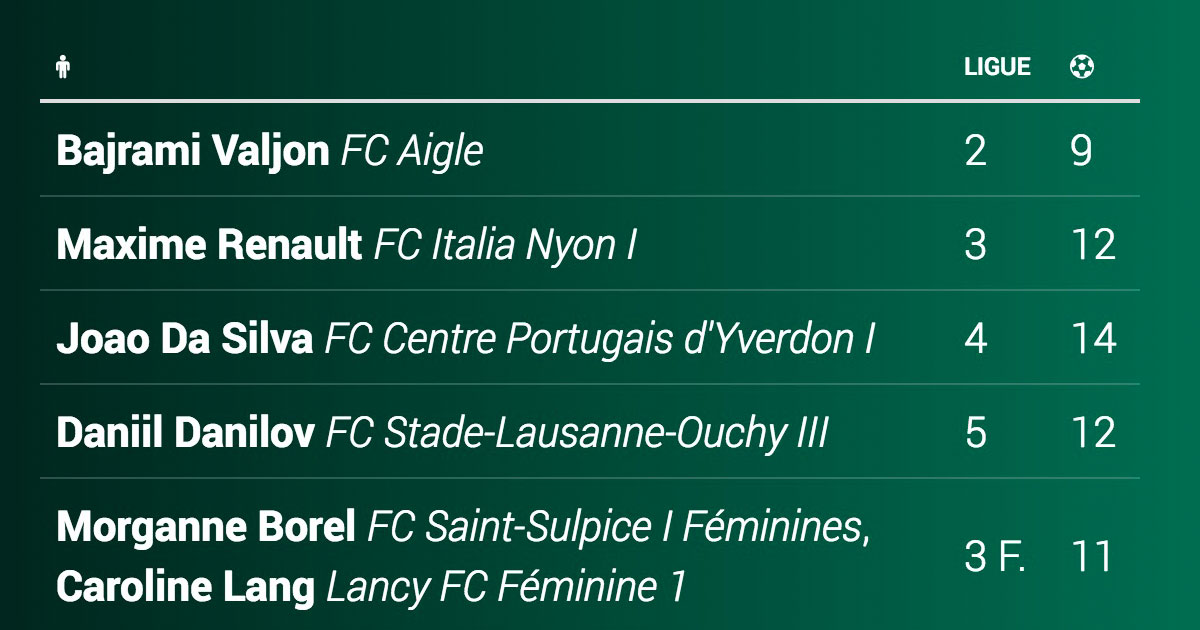 LIGUE
Bajrami Valjon FC Aigle 2 9
Maxime Renault FC Italia Nyon I 3 12
Joao Da Silva FC Centre Portugais d'Yverdon I 4 14
Daniil Danilov FC Stade-Lausanne-Ouchy III 5 12
Morganne Borel FC Saint-Sulpice I Féminines,
Caroline Lang Lancy FC Féminine 1
3 F. 11